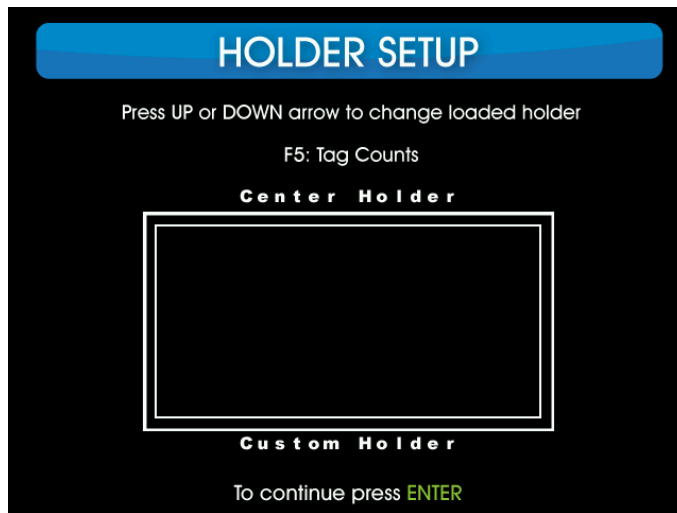 HOLDER SETUP
Press UP or DOWN arrow to change loaded holder
F5: Tag Counts
Center Holder
Custom Holder
To continue press ENTER